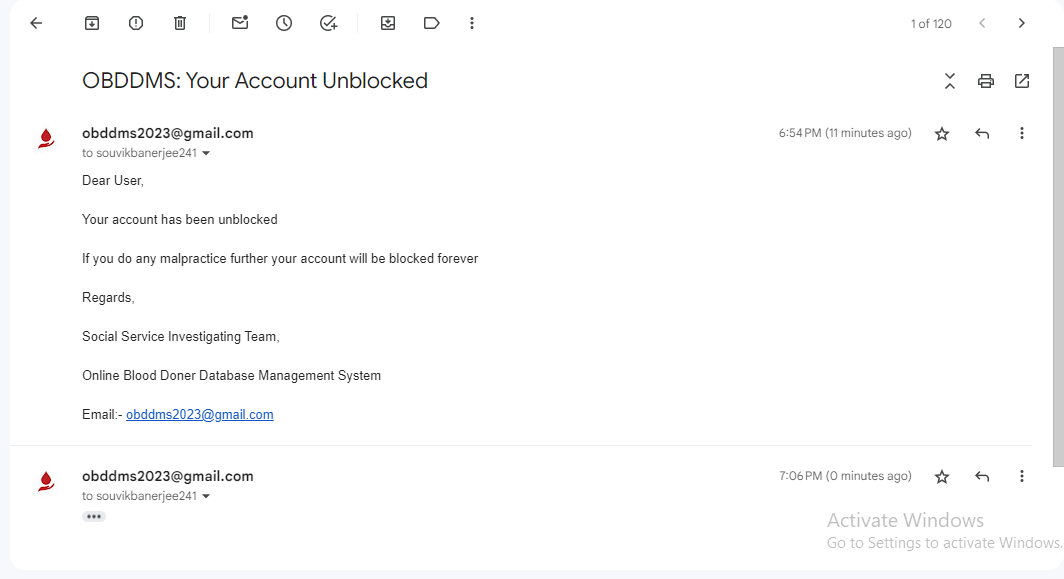 1 of 120
OBDDMS: Your Account Unblocked
obddms2023@gmail.com 6:54 PM (11 minutes ago)
to souvikbanerjee241
Dear User,
Your account has been unblocked
If you do any malpractice further your account will be blocked forever
Regards,
Social Service Investigating Team,
Online Blood Doner Database Management System
Email:- obddms2023@gmail.com
obddms2023@gmail.com 7:06 PM (0 minutes ago)
to souvikbanerjee241
Activate Windows
Go to Settings to activate Windows.